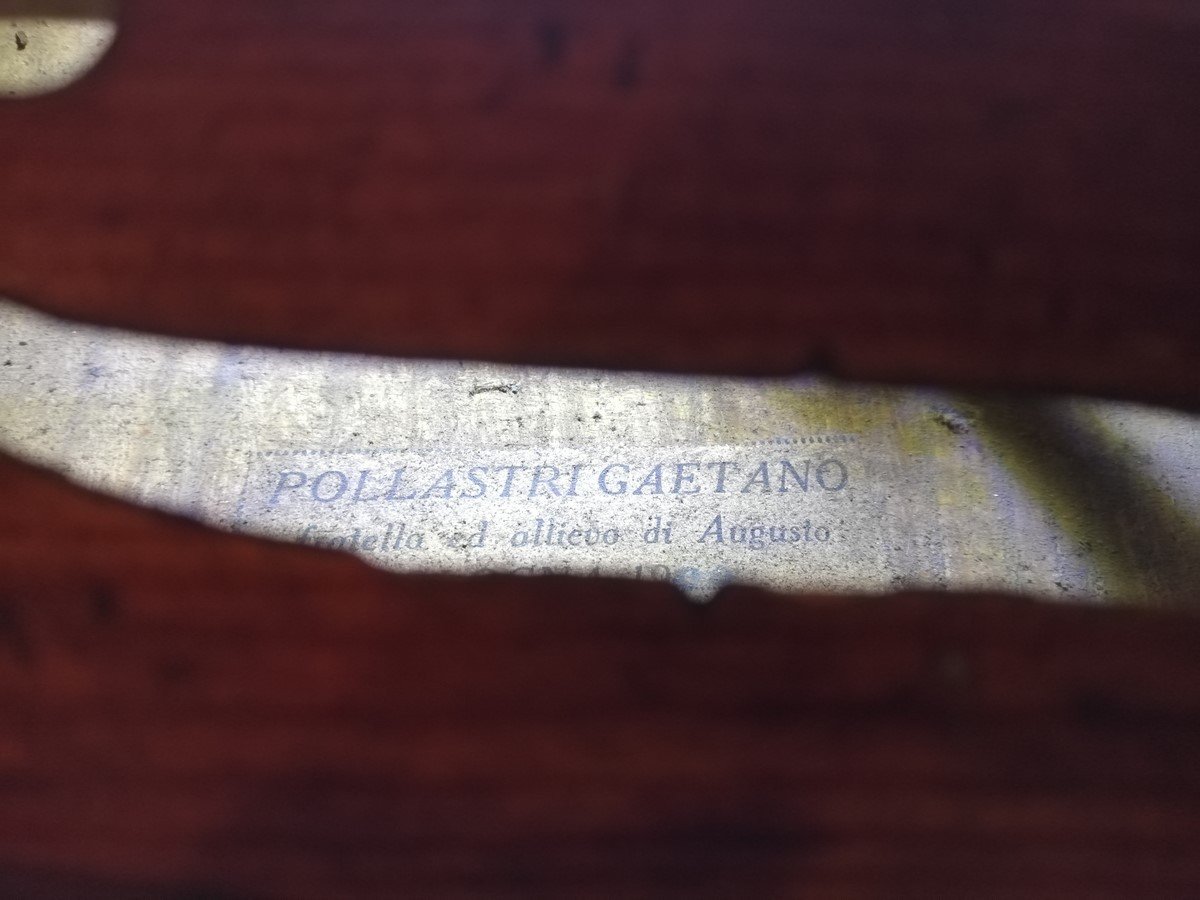 POLLASTRI GAETANO
fratello ed allievo di Augusto